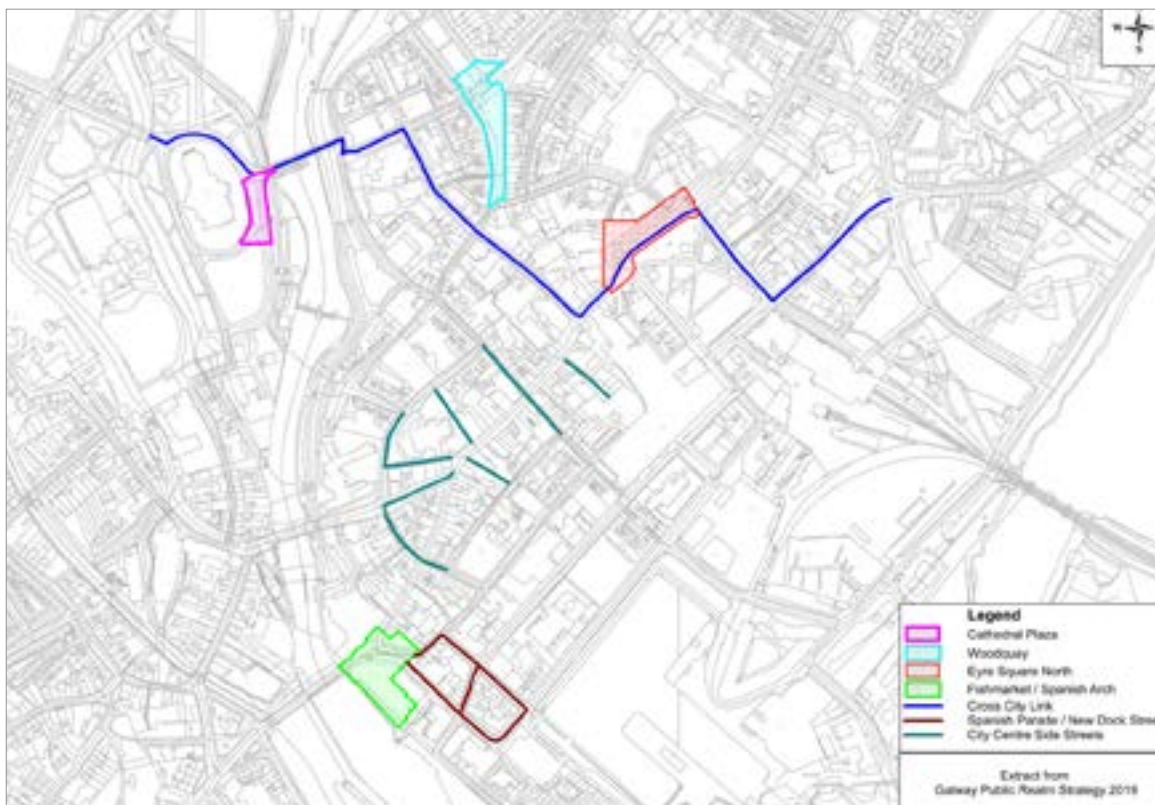 N
W
S
Legend
Cathedral Plaza
Woodquay
Eyre Square North
Fishmarket / Spanish Arch
Cross City Link
Spanish Parade / New Dock Stree
City Centre Side Streets
Extract from
Galway Public Realm Strategy 2019